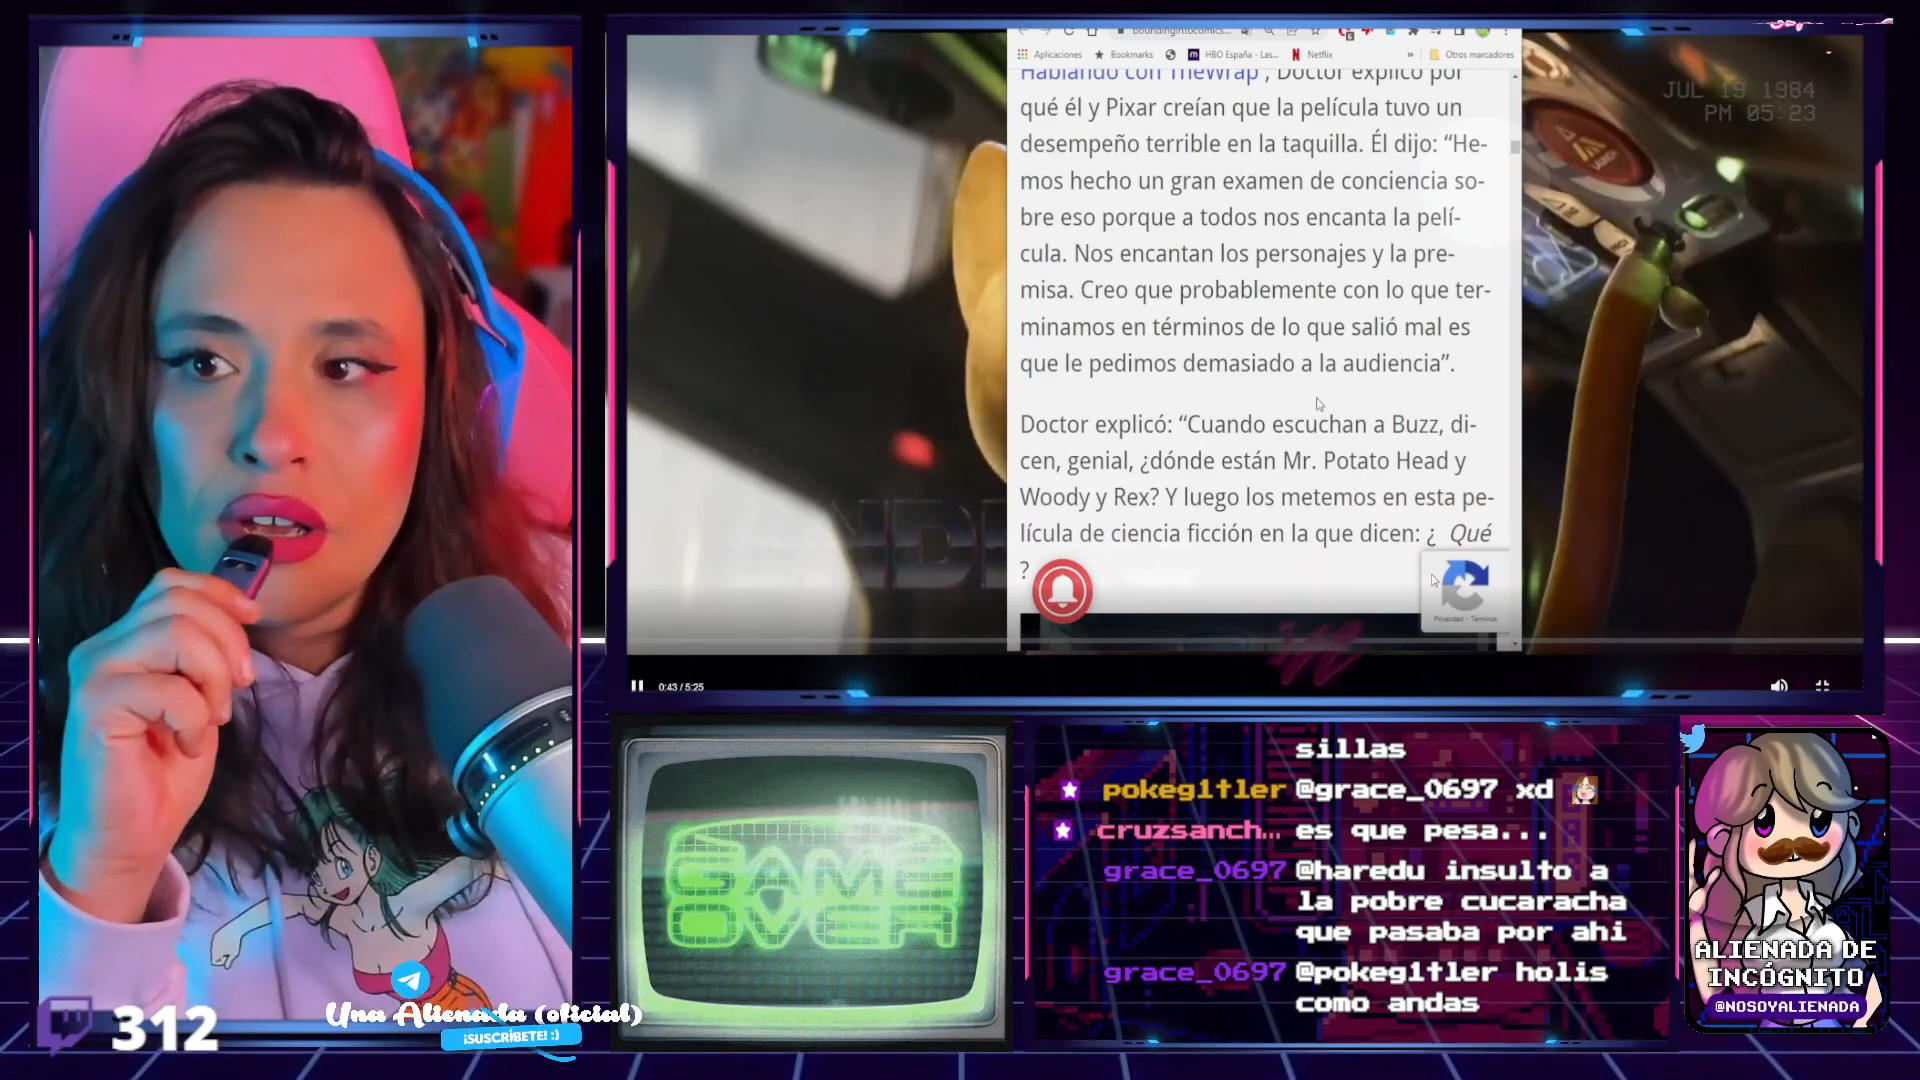 boundingintocomics...
Aplicaciones
Bookmarks
HBO España - Las...
Netflix
»
Otros marcadores
Hablando con TheWrap , Doctor explicó por
qué él y Pixar creían que la película tuvo un
desempeño terrible en la taquilla. Él dijo: “He-
mos hecho un gran examen de conciencia so-
bre eso porque a todos nos encanta la pelí-
cula. Nos encantan los personajes y la pre-
misa. Creo que probablemente con lo que ter-
minamos en términos de lo que salió mal es
que le pedimos demasiado a la audiencia”.
Doctor explicó: “Cuando escuchan a Buzz, di-
cen, genial, ¿dónde están Mr. Potato Head y
Woody y Rex? Y luego los metemos en esta pe-
lícula de ciencia ficción en la que dicen: ¿ Qué
?
Privacidad - Términos
JUL 19 1984
PM 05:23
LAUNCH
0:43 / 5:25
GAME
OVER
sillas
pokeg1tler @grace_0697 xd
cruzsanch... es que pesa...
grace_0697 @haredu insulto a
la pobre cucaracha
que pasaba por ahi
grace_0697 @pokeg1tler holis
como andas
ALIENADA DE
INCÓGNITO
@NOSOYALIENADA
312
Una Alienada (oficial)
¡SUSCRÍBETE! :)